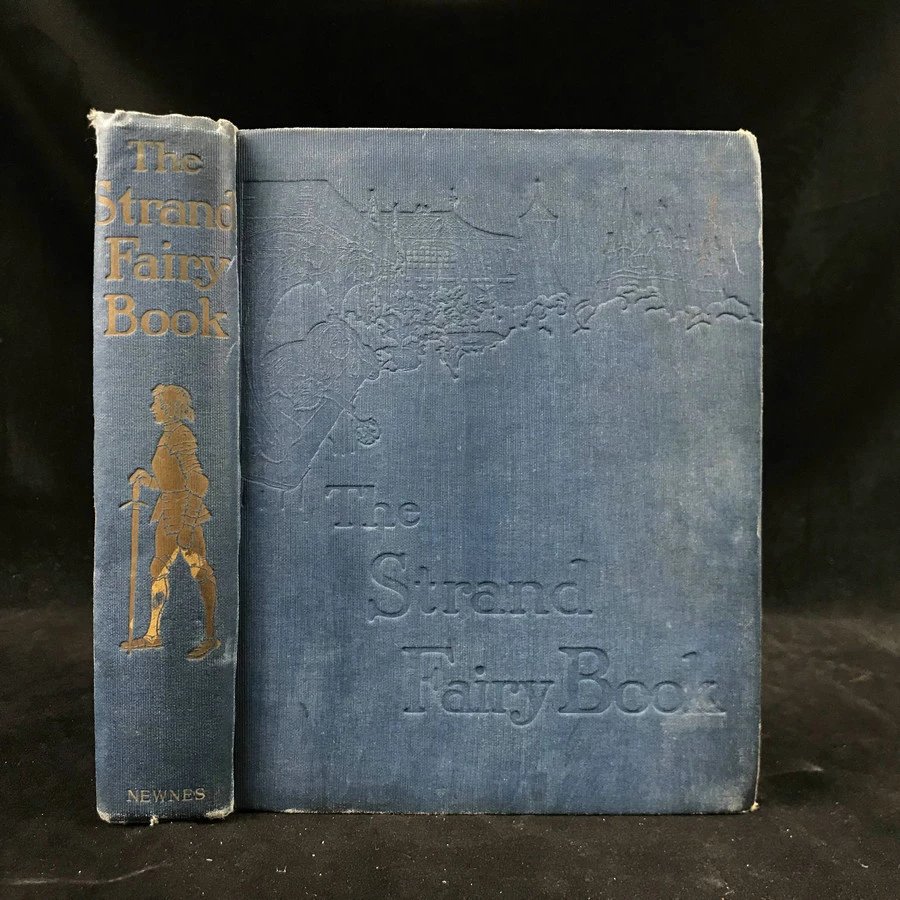 The
Strand
Fairy
Book
NEWNES
The
Strand
Fairy Book